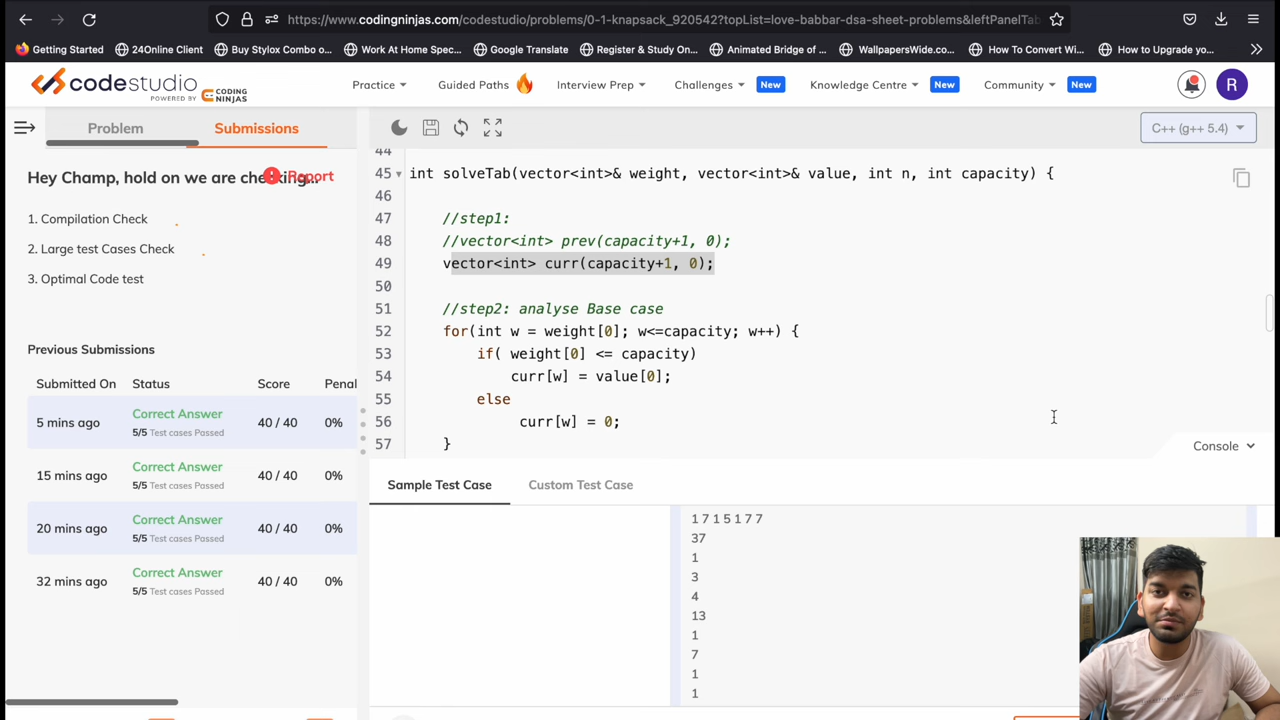 https://www.codingninjas.com/codestudio/problems/0-1-knapsack_920542?topList=love-babbar-dsa-sheet-problems&leftPanelTab
Getting Started 24Online Client Buy Stylox Combo o... Work At Home Spec... Google Translate Register & Study On... Animated Bridge of ... WallpapersWide.co... How To Convert Wi... How to Upgrade yo...
codestudio
POWERED BY CODING NINJAS
Practice Guided Paths Interview Prep Challenges New Knowledge Centre New Community New R
Problem Submissions
C++ (g++ 5.4)
Hey Champ, hold on we are checking...
Report
1. Compilation Check
2. Large test Cases Check
3. Optimal Code test
Previous Submissions
Submitted On Status Score Penal
5 mins ago Correct Answer 40 / 40 0%
5/5 Test cases Passed
15 mins ago Correct Answer 40 / 40 0%
5/5 Test cases Passed
20 mins ago Correct Answer 40 / 40 0%
5/5 Test cases Passed
32 mins ago Correct Answer 40 / 40 0%
5/5 Test cases Passed
44
45 int solveTab(vector<int>& weight, vector<int>& value, int n, int capacity) {
46
47 //step1:
48 //vector<int> prev(capacity+1, 0);
49 vector<int> curr(capacity+1, 0);
50
51 //step2: analyse Base case
52 for(int w = weight[0]; w<=capacity; w++) {
53 if( weight[0] <= capacity)
54 curr[w] = value[0];
55 else
56 curr[w] = 0;
57 }
Console
Sample Test Case Custom Test Case
1 7 1 5 1 7 7
37
1
3
4
13
1
7
1
1